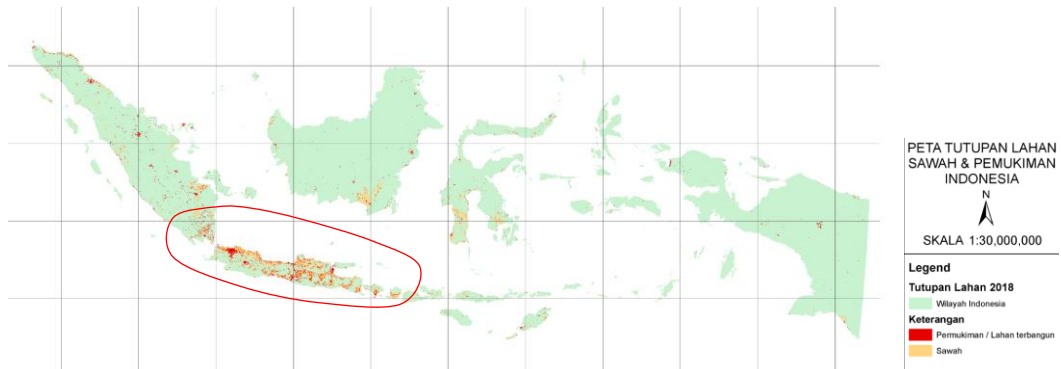 PETA TUTUPAN LAHAN
SAWAH & PEMUKIMAN
INDONESIA
N
SKALA 1:30,000,000
Legend
Tutupan Lahan 2018
Wilayah Indonesia
Keterangan
Permukiman / Lahan terbangun
Sawah